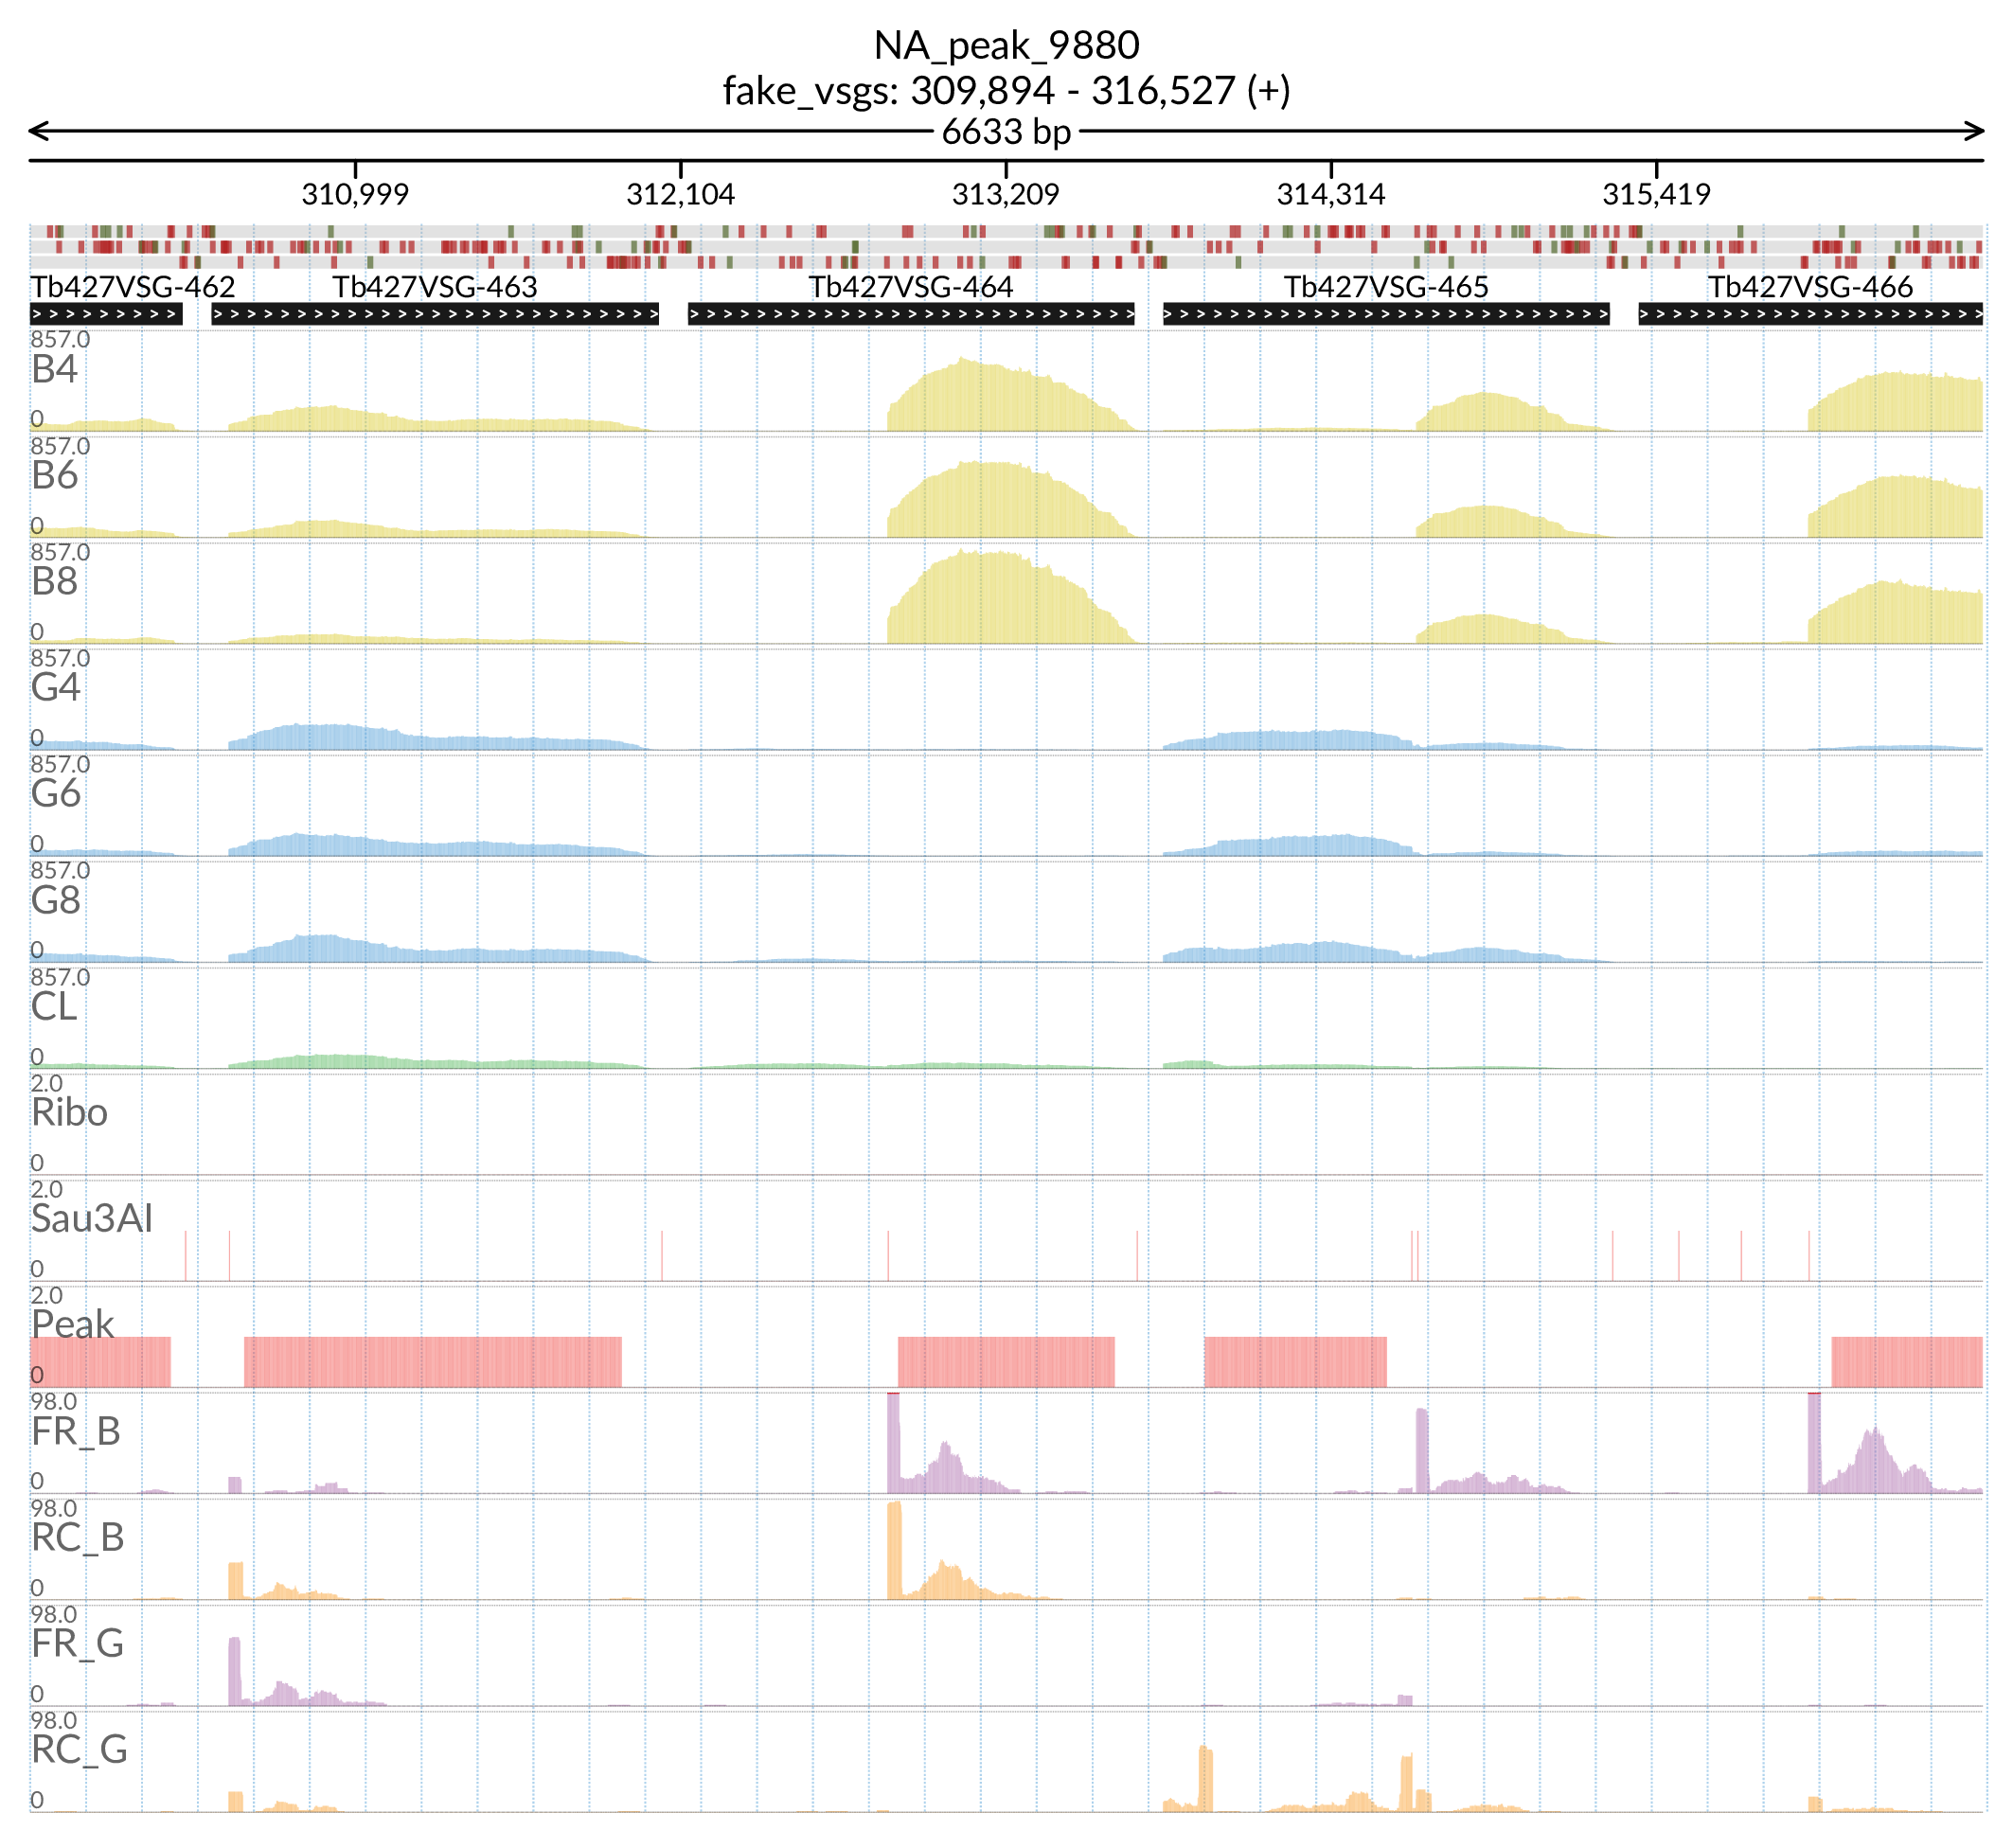 NA_peak_9880
fake_vsgs: 309,894 - 316,527 (+)
6633 bp
310,999 312,104 313,209 314,314 315,419
Tb427VSG-462 Tb427VSG-463 Tb427VSG-464 Tb427VSG-465 Tb427VSG-466
857.0
B4
0
857.0
B6
0
857.0
B8
0
857.0
G4
0
857.0
G6
0
857.0
G8
0
857.0
CL
0
2.0
Ribo
0
2.0
Sau3AI
0
2.0
Peak
0
98.0
FR_B
0
98.0
RC_B
0
98.0
FR_G
0
98.0
RC_G
0